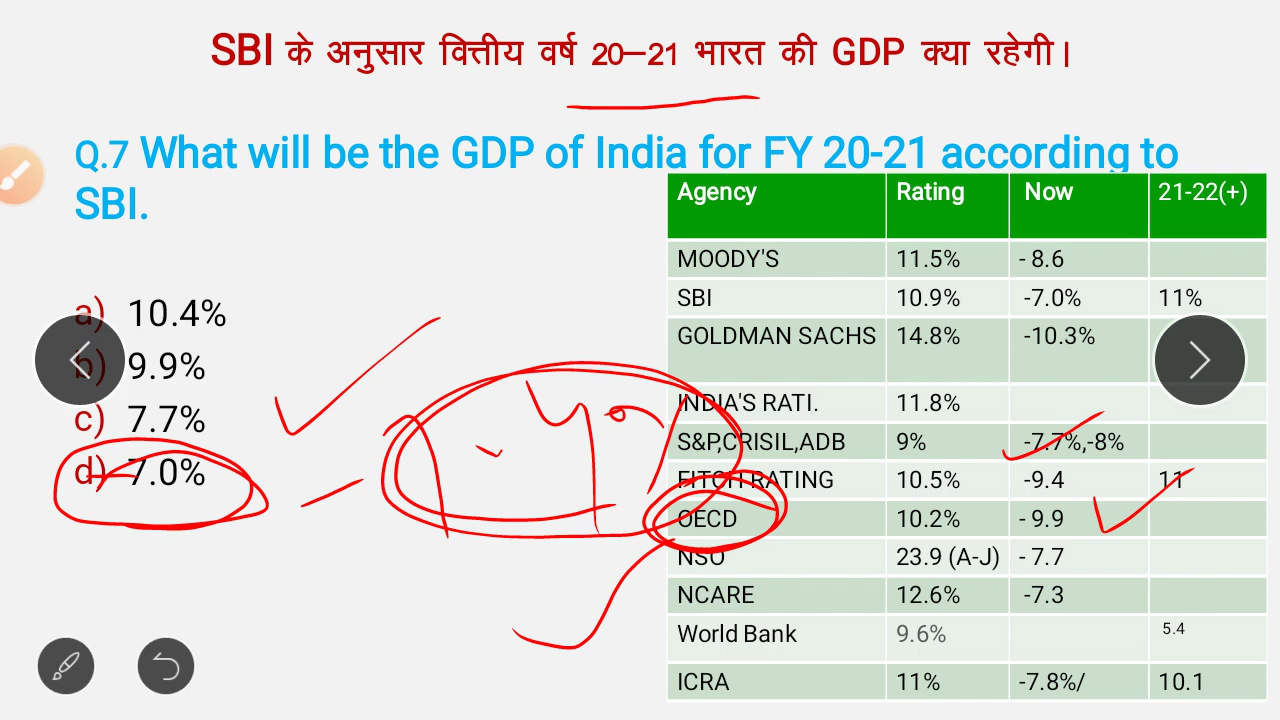 SBI के अनुसार वित्तीय वर्ष 20–21 भारत की GDP क्या रहेगी।
Q.7 What will be the GDP of India for FY 20-21 according to
SBI.
a) 10.4%
b) 9.9%
c) 7.7%
d) 7.0%
Agency Rating Now 21-22(+)
MOODY'S 11.5% - 8.6
SBI 10.9% -7.0% 11%
GOLDMAN SACHS 14.8% -10.3%
INDIA'S RATI. 11.8%
S&P,CRISIL,ADB 9% -7.7%,-8%
FITCH RATING 10.5% -9.4 11
OECD 10.2% - 9.9
NSO 23.9 (A-J) - 7.7
NCARE 12.6% -7.3
World Bank 9.6% 5.4
ICRA 11% -7.8%/ 10.1